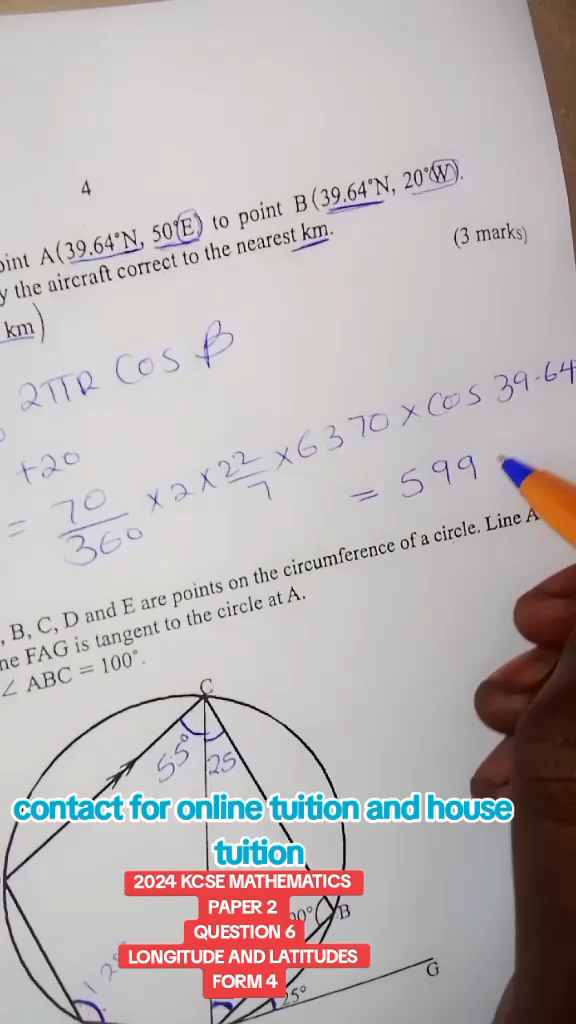 4
oint A(39.64°N, 50°E) to point B(39.64°N, 20°W).
y the aircraft correct to the nearest km.
(3 marks)
km)
2πR Cos β
+20
= 70/360 × 2 × 22/7 × 6370 × Cos 39.64
= 599
, B, C, D and E are points on the circumference of a circle. Line A
ne FAG is tangent to the circle at A.
∠ ABC = 100°.
C
55° 25
contact for online tuition and house
tuition
2024 KCSE MATHEMATICS
PAPER 2
QUESTION 6
LONGITUDE AND LATITUDES
FORM 4
00° B
G
25°